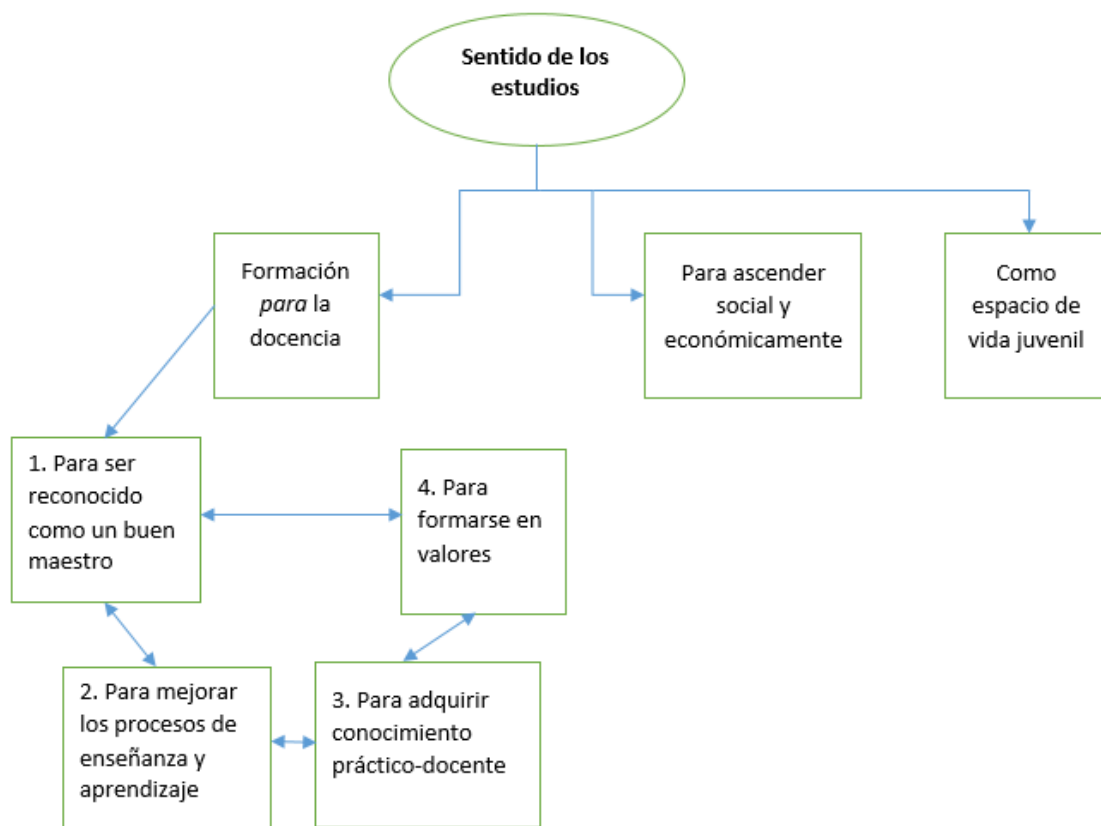 Sentido de los
estudios
Formación
para la
docencia
Para ascender
social y
económicamente
Como
espacio de
vida juvenil
1. Para ser
reconocido
como un buen
maestro
4. Para
formarse en
valores
2. Para mejorar
los procesos de
enseñanza y
aprendizaje
3. Para adquirir
conocimiento
práctico-docente